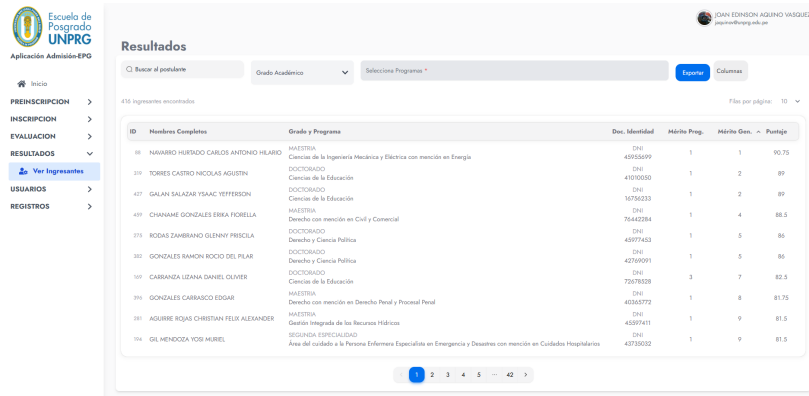 Escuela de
Posgrado
UNPRG
Aplicación Admisión-EPG
Inicio
PREINSCRIPCION
INSCRIPCION
EVALUACION
RESULTADOS
Ver Ingresantes
USUARIOS
REGISTROS
JOAN EDINSON AQUINO VASQUEZ
jaquinov@unprg.edu.pe
Resultados
Buscar al postulante
Grado Académico
Selecciona Programas *
Exportar
Columnas
416 ingresantes encontrados
Filas por página: 10
ID Nombres Completos Grado y Programa Doc. Identidad Mérito Prog. Mérito Gen. Puntaje
NAVARRO HURTADO CARLOS ANTONIO HILARIO MAESTRIA DNI 1 1 90.75
Ciencias de la Ingeniería Mecánica y Eléctrica con mención en Energía 45955699
TORRES CASTRO NICOLAS AGUSTIN DOCTORADO DNI 1 2 89
Ciencias de la Educación 41010050
GALAN SALAZAR YSAAC YEFFERSON DOCTORADO DNI 1 2 89
Ciencias de la Educación 16756233
CHANAME GONZALES ERIKA FIORELLA MAESTRIA DNI 1 4 88.5
Derecho con mención en Civil y Comercial 76442284
RODAS ZAMBRANO GLENNY PRISCILA DOCTORADO DNI 1 5 86
Derecho y Ciencia Política 45977453
GONZALES RAMON ROCIO DEL PILAR DOCTORADO DNI 1 5 86
Derecho y Ciencia Política 42769091
CARRANZA LIZANA DANIEL OLIVIER DOCTORADO DNI 3 7 82.5
Ciencias de la Educación 72678528
GONZALES CARRASCO EDGAR MAESTRIA DNI 1 8 81.75
Derecho con mención en Derecho Penal y Procesal Penal 40365772
AGUIRRE ROJAS CHRISTIAN FELIX ALEXANDER MAESTRIA DNI 1 9 81.5
Gestión Integrada de los Recursos Hídricos 45597411
GIL MENDOZA YOSI MURIEL SEGUNDA ESPECIALIDAD DNI 1 9 81.5
Área del cuidado a la Persona Enfermera Especialista en Emergencia y Desastres con mención en Cuidados Hospitalarios 43735032
1 2 3 4 5 ... 42